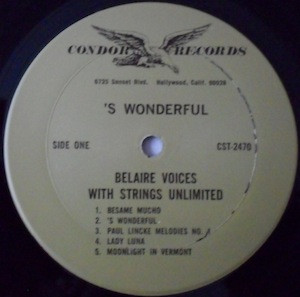 CONDOR RECORDS
6725 Sunset Blvd. Hollywood, Calif. 90028
'S WONDERFUL
SIDE ONE
CST-2470
BELAIRE VOICES
WITH STRINGS UNLIMITED
1. BESAME MUCHO
2. 'S WONDERFUL
3. PAUL LINCKE MELODIES NO.
4. LADY LUNA
5. MOONLIGHT IN VERMONT